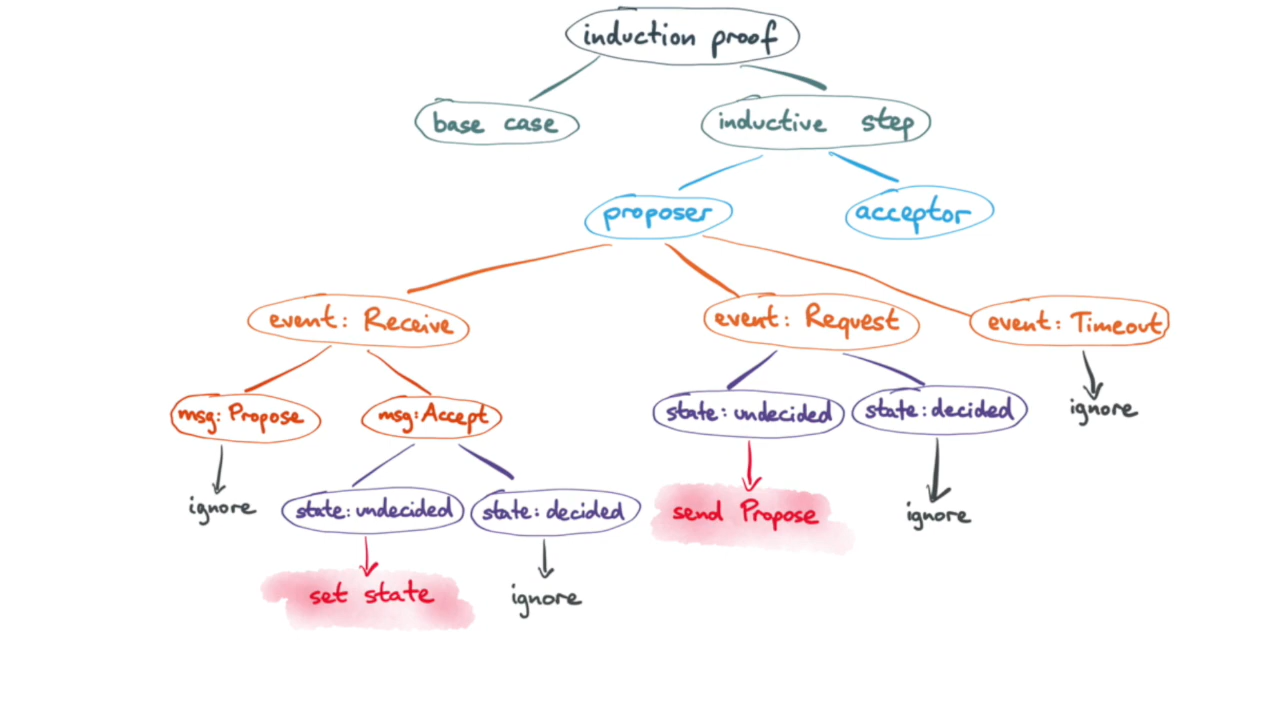 induction proof
base case
inductive step
proposer
acceptor
event: Receive
event: Request
event: Timeout
msg: Propose
msg: Accept
state: undecided
state: decided
ignore
ignore
state: undecided
state: decided
send Propose
ignore
set state
ignore